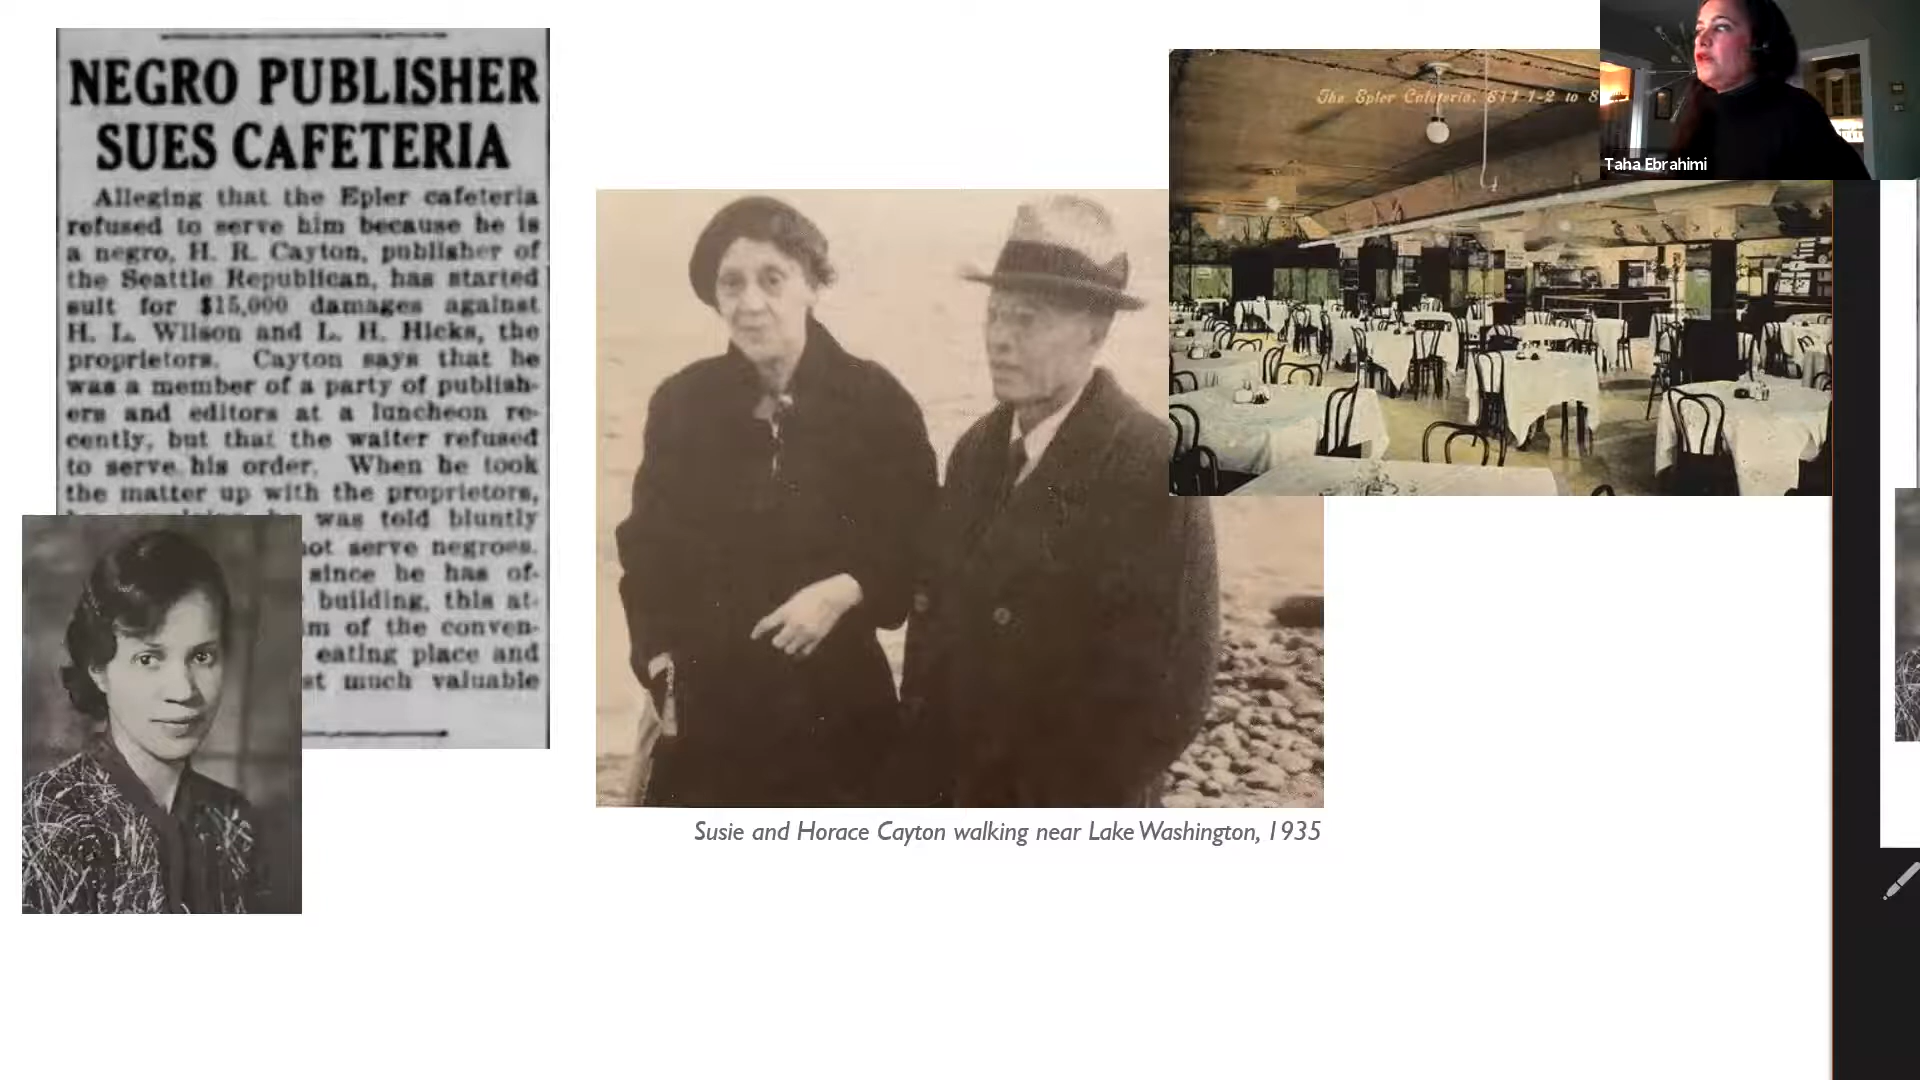 NEGRO PUBLISHER
SUES CAFETERIA
Alleging that the Epler cafeteria
refused to serve him because he is
a negro, H. R. Cayton, publisher of
the Seattle Republican, has started
suit for $15,000 damages against
H. L. Wilson and L. H. Hicks, the
proprietors. Cayton says that he
was a member of a party of publish-
ers and editors at a luncheon re-
cently, but that the waiter refused
to serve his order. When he took
the matter up with the proprietors,
was told bluntly
not serve negroes.
since he has of-
building, this at-
of the conven-
eating place and
much valuable
The Epler Cafeteria, 811 1-2 to 8
Taha Ebrahimi
Susie and Horace Cayton walking near Lake Washington, 1935